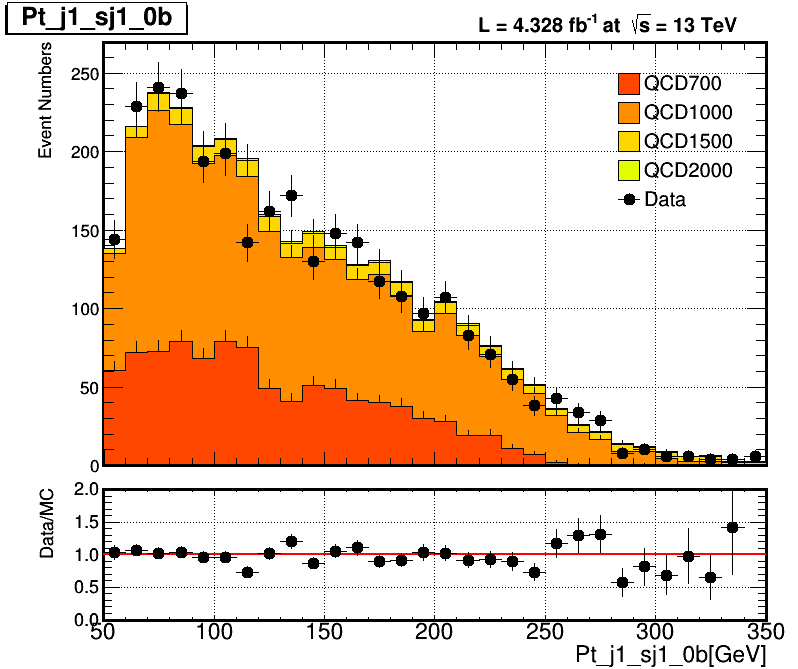 Pt_j1_sj1_0b
L = 4.328 fb⁻¹ at √s = 13 TeV
Event Numbers
250
200
150
100
50
0
QCD700
QCD1000
QCD1500
QCD2000
Data
Data/MC
2.0
1.5
1.0
0.5
0.0
50 100 150 200 250 300 350
Pt_j1_sj1_0b[GeV]